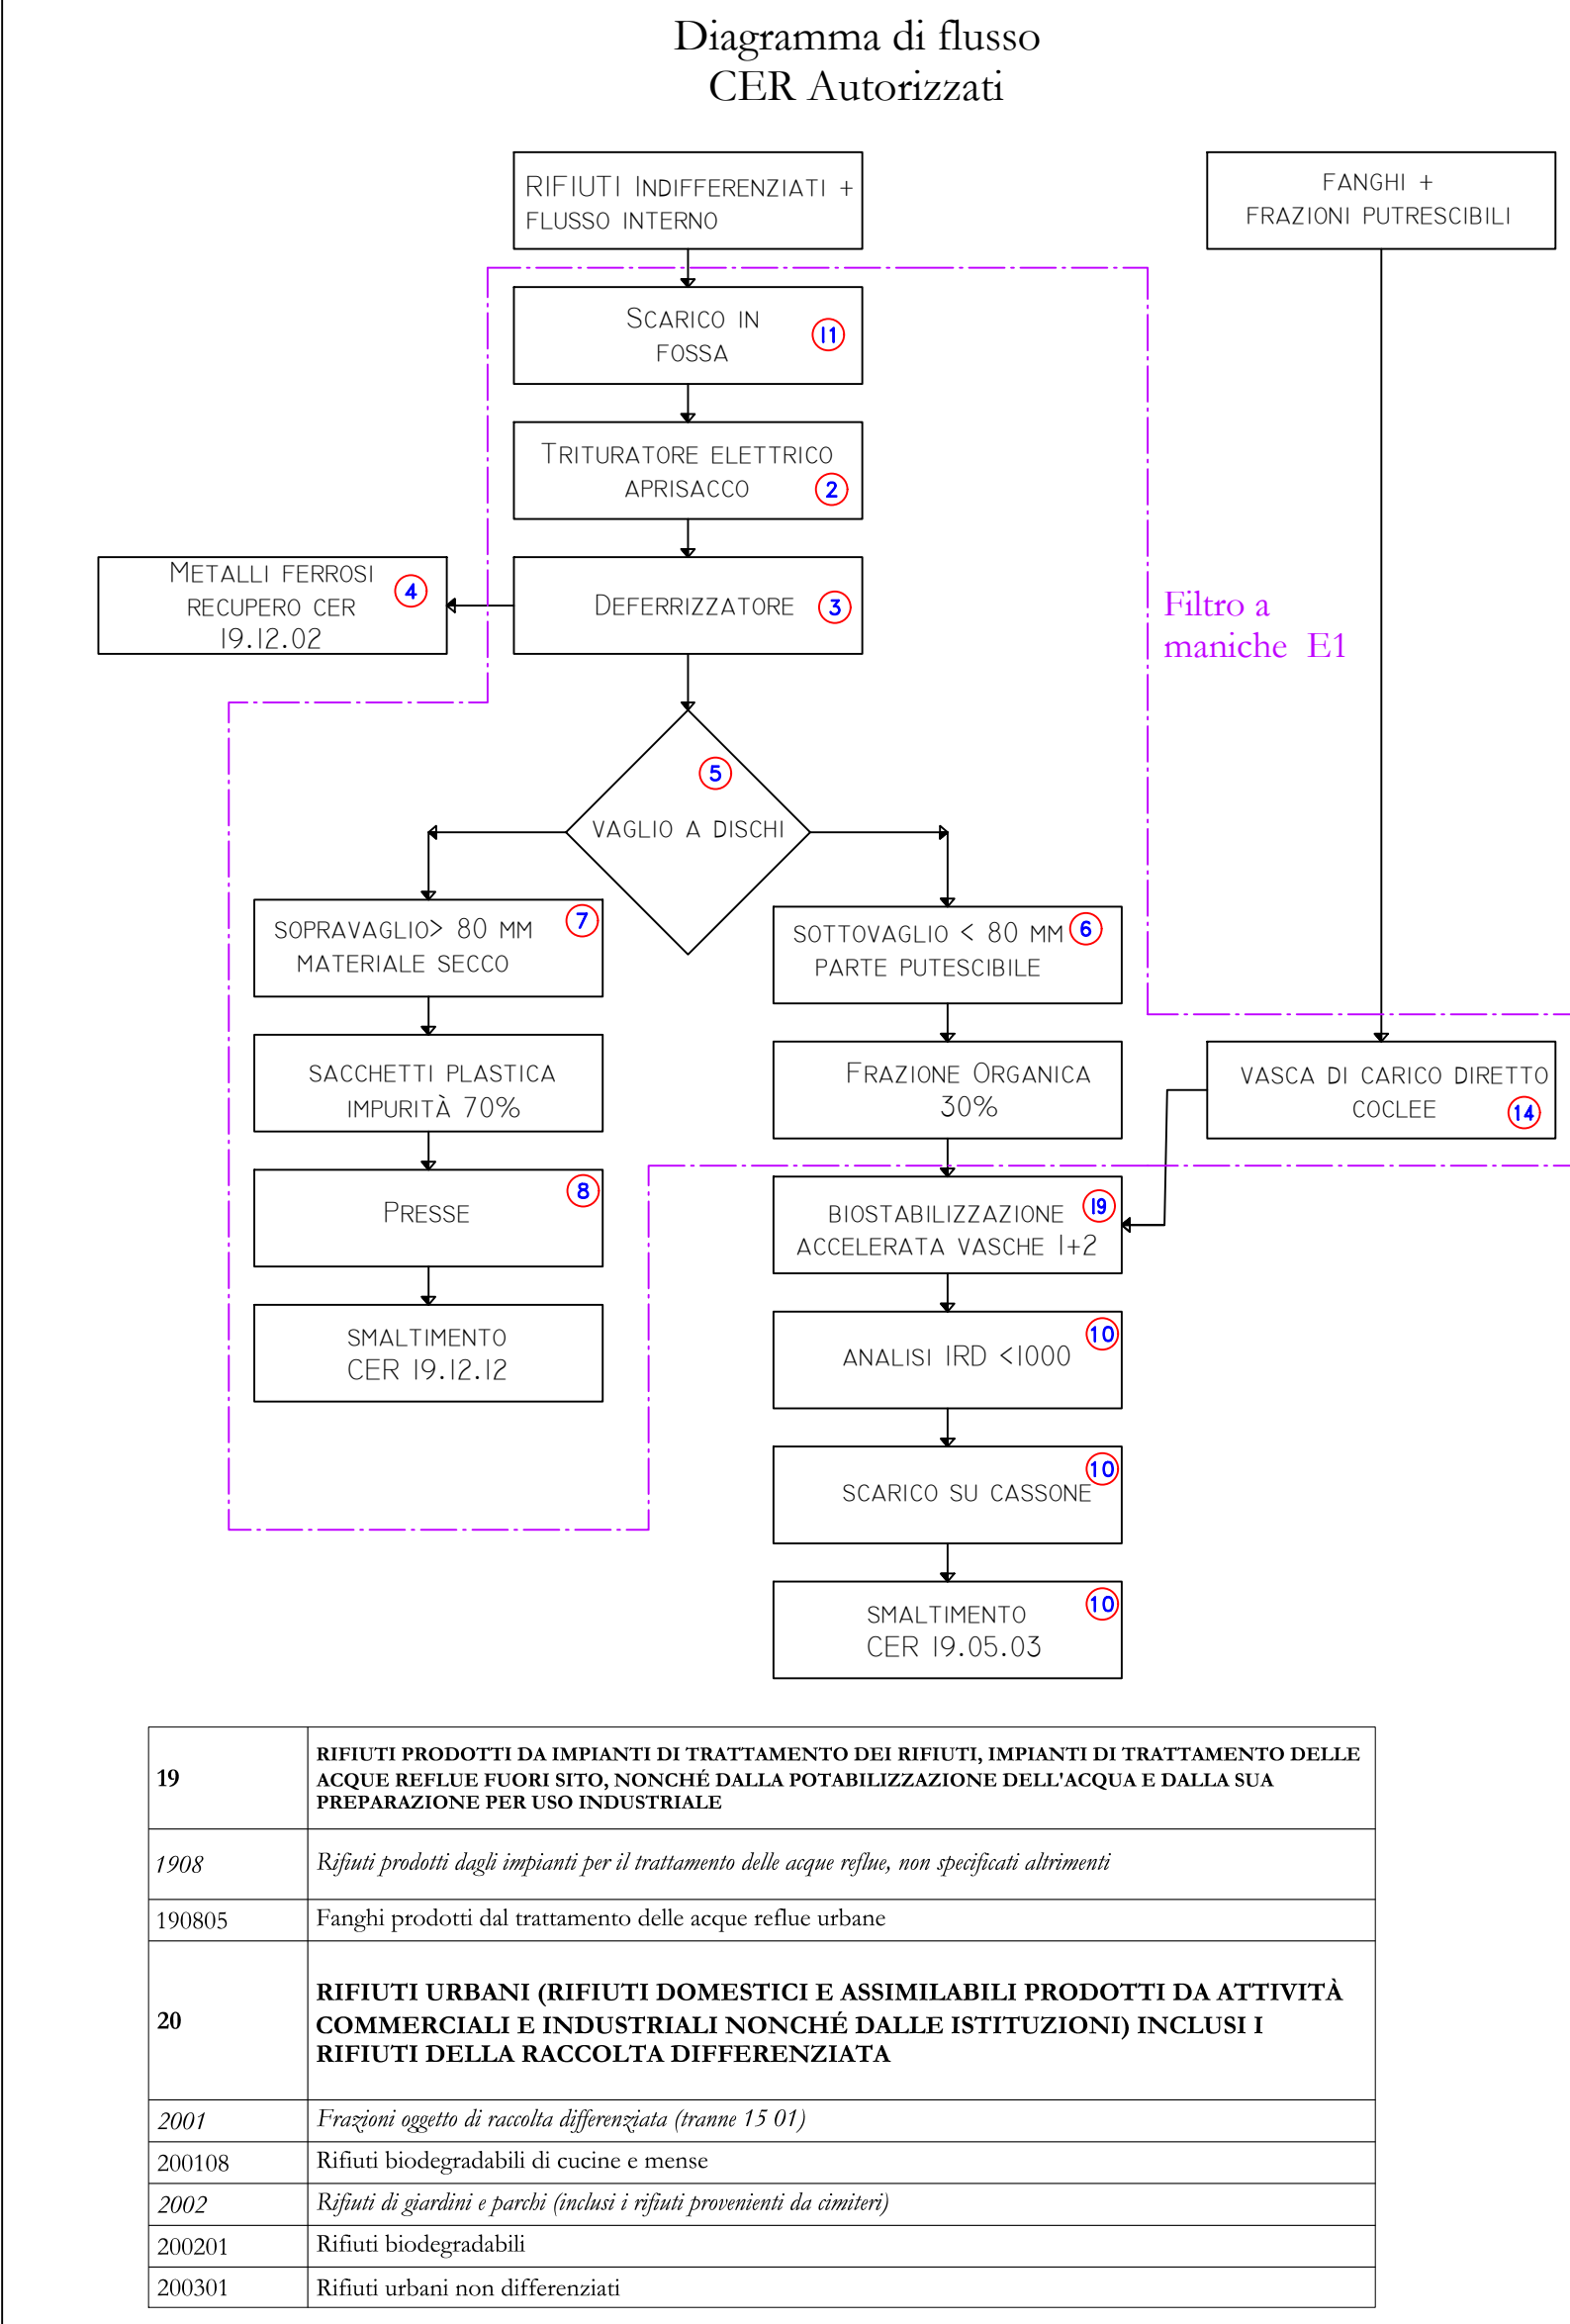 Diagramma di flusso
CER Autorizzati
RIFIUTI INDIFFERENZIATI +
FLUSSO INTERNO
FANGHI +
FRAZIONI PUTRESCIBILI
SCARICO IN
FOSSA
11
TRITURATORE ELETTRICO
APRISACCO
2
METALLI FERROSI
RECUPERO CER
19.12.02
4
DEFERRIZZATORE
3
Filtro a
maniche E1
5
VAGLIO A DISCHI
SOPRAVAGLIO> 80 MM
MATERIALE SECCO
7
SOTTOVAGLIO < 80 MM
PARTE PUTESCIBILE
6
SACCHETTI PLASTICA
IMPURITÀ 70%
FRAZIONE ORGANICA
30%
VASCA DI CARICO DIRETTO
COCLEE
14
PRESSE
8
BIOSTABILIZZAZIONE
ACCELERATA VASCHE 1+2
19
SMALTIMENTO
CER 19.12.12
ANALISI IRD <1000
10
SCARICO SU CASSONE
10
SMALTIMENTO
CER 19.05.03
10
19
RIFIUTI PRODOTTI DA IMPIANTI DI TRATTAMENTO DEI RIFIUTI, IMPIANTI DI TRATTAMENTO DELLE
ACQUE REFLUE FUORI SITO, NONCHÉ DALLA POTABILIZZAZIONE DELL'ACQUA E DALLA SUA
PREPARAZIONE PER USO INDUSTRIALE
1908
Rifiuti prodotti dagli impianti per il trattamento delle acque reflue, non specificati altrimenti
190805
Fanghi prodotti dal trattamento delle acque reflue urbane
20
RIFIUTI URBANI (RIFIUTI DOMESTICI E ASSIMILABILI PRODOTTI DA ATTIVITÀ
COMMERCIALI E INDUSTRIALI NONCHÉ DALLE ISTITUZIONI) INCLUSI I
RIFIUTI DELLA RACCOLTA DIFFERENZIATA
2001
Frazioni oggetto di raccolta differenziata (tranne 15 01)
200108
Rifiuti biodegradabili di cucine e mense
2002
Rifiuti di giardini e parchi (inclusi i rifiuti provenienti da cimiteri)
200201
Rifiuti biodegradabili
200301
Rifiuti urbani non differenziati